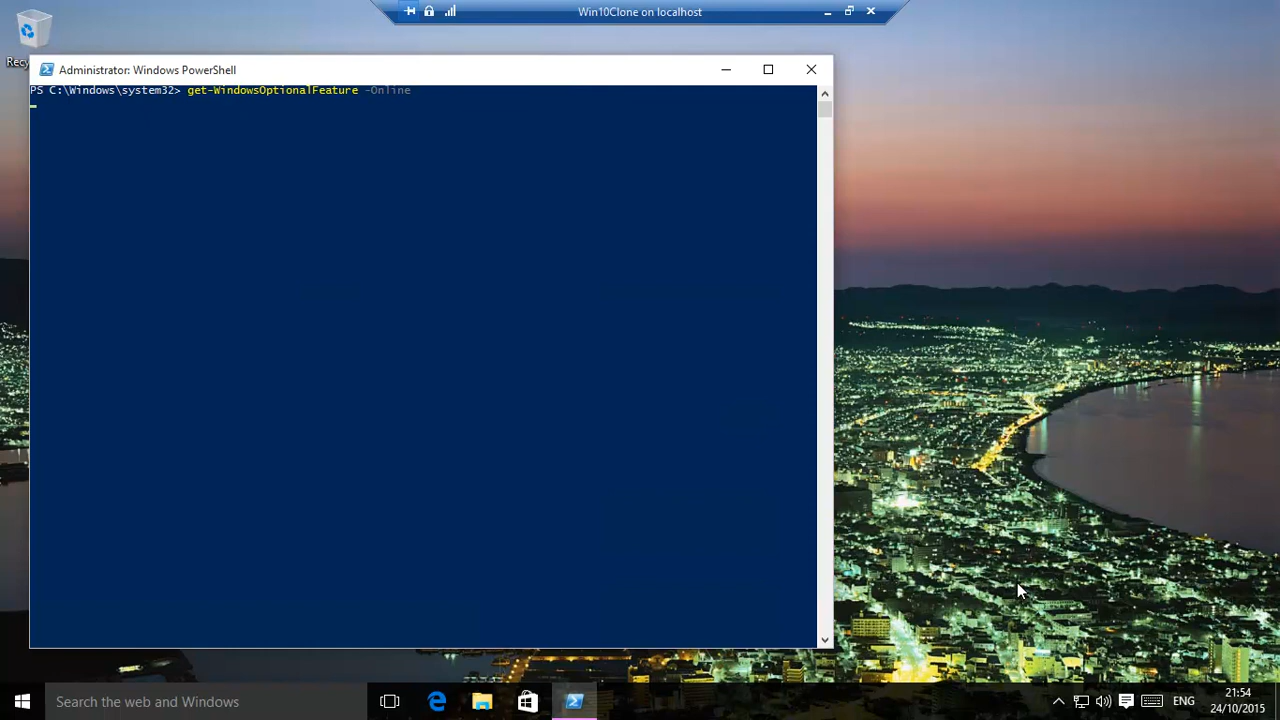 Win10Clone on localhost
Recy
Administrator: Windows PowerShell
PS C:\Windows\system32> get-WindowsOptionalFeature -Online
Search the web and Windows
ENG
21:54
24/10/2015